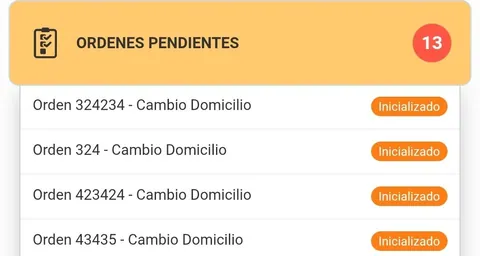 ORDENES PENDIENTES 13
Orden 324234 - Cambio Domicilio Inicializado
Orden 324 - Cambio Domicilio Inicializado
Orden 423424 - Cambio Domicilio Inicializado
Orden 43435 - Cambio Domicilio Inicializado